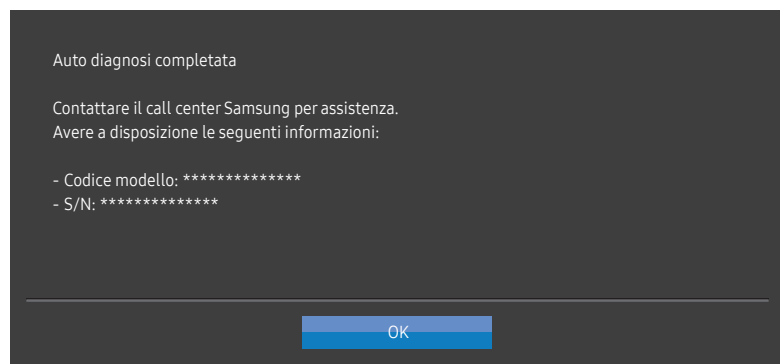 Auto diagnosi completata
Contattare il call center Samsung per assistenza.
Avere a disposizione le seguenti informazioni:
- Codice modello: **************
- S/N: **************
OK